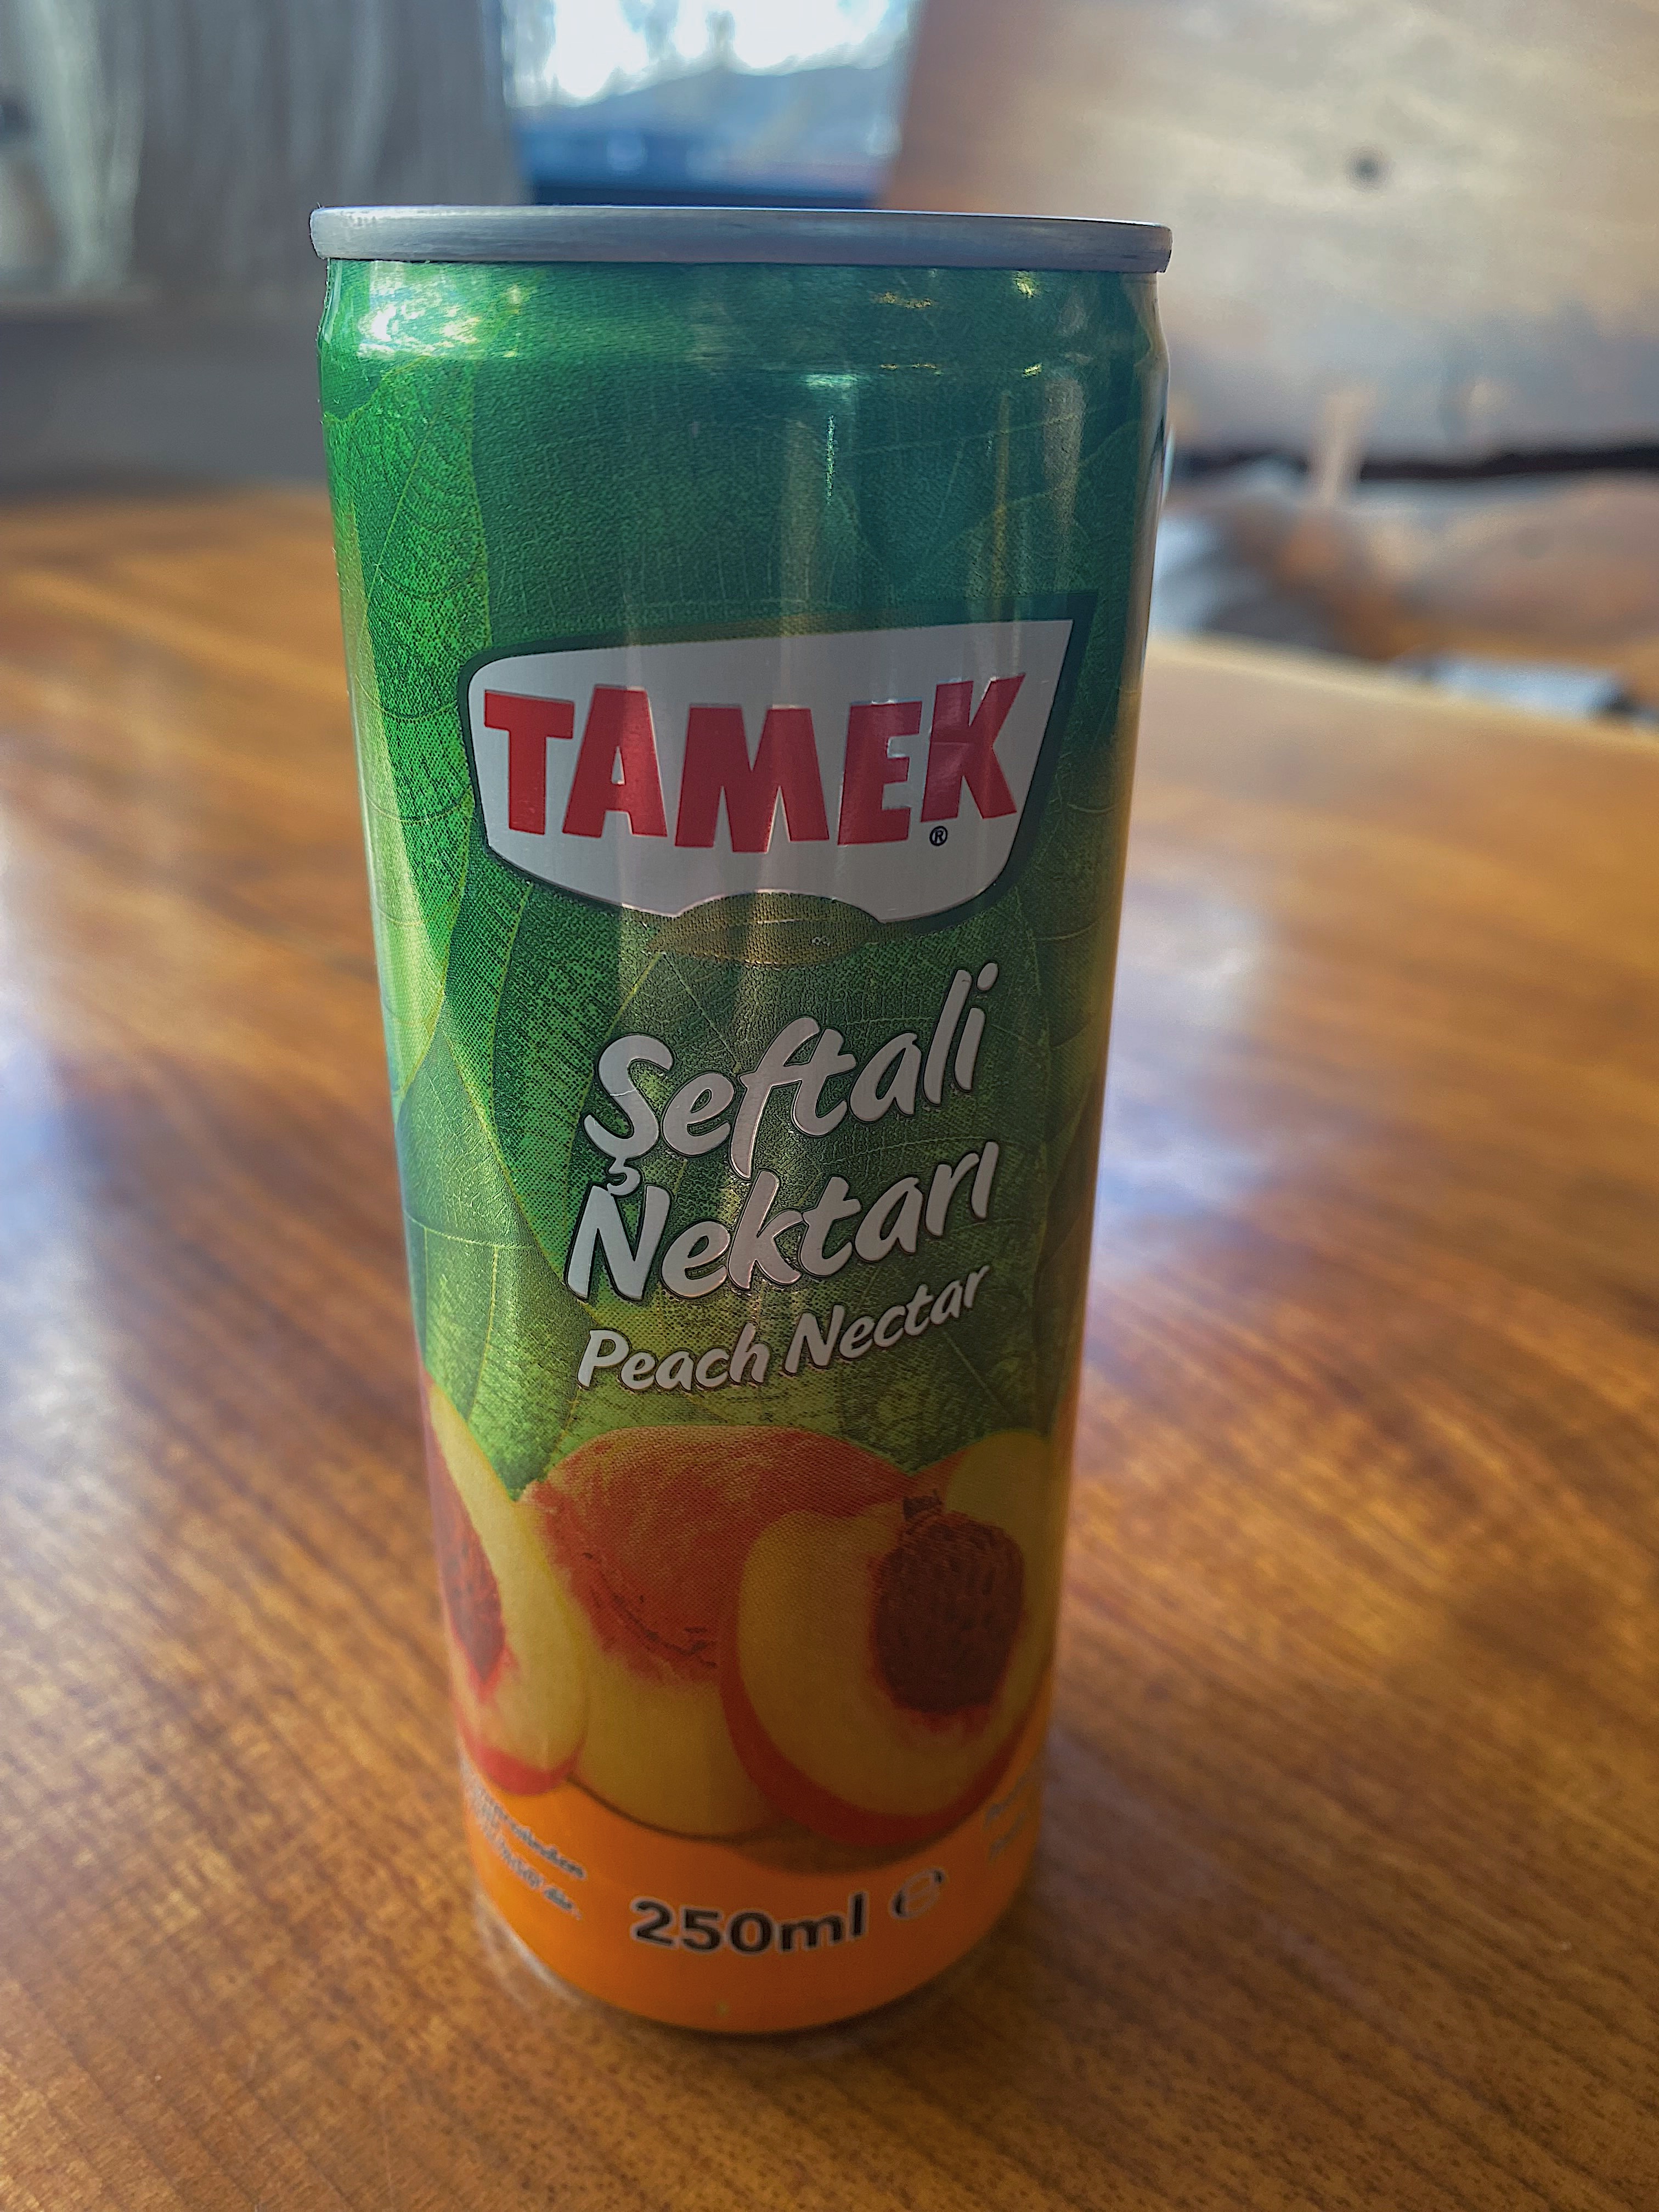 TAMEK
®
Şeftali
Nektarı
Peach Nectar
250ml ℮